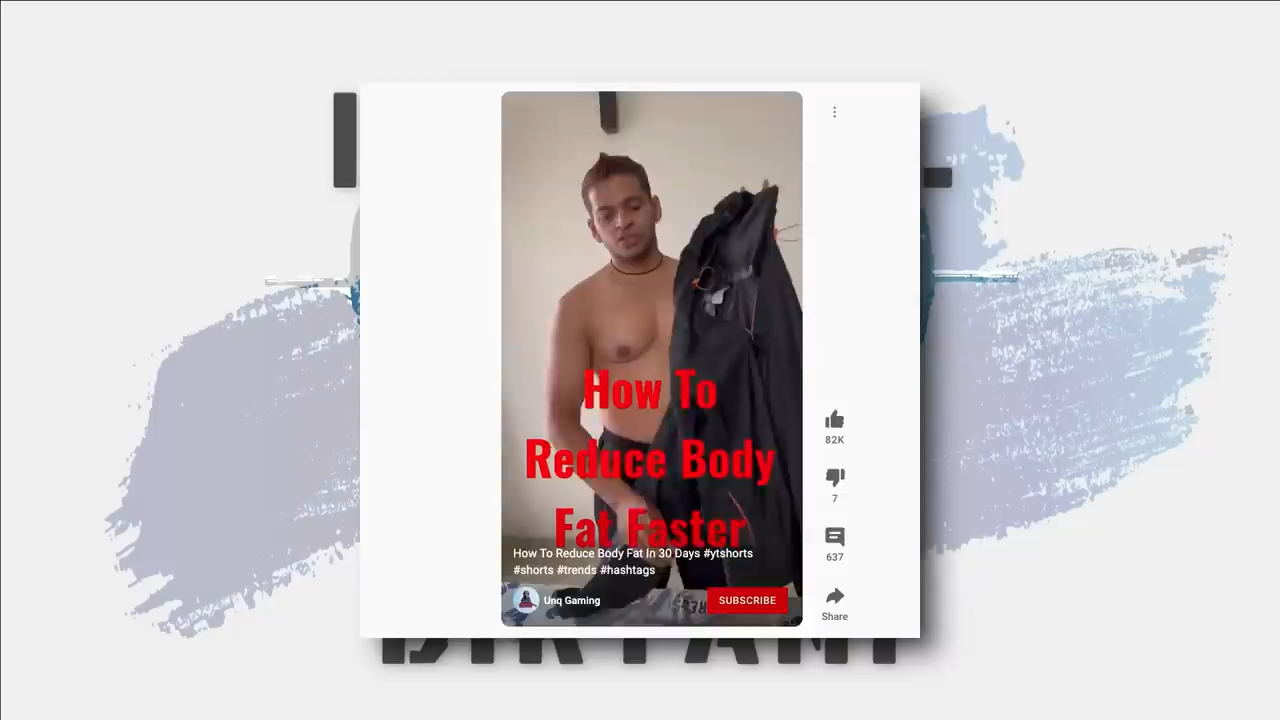 How To
Reduce Body
Fat Faster
How To Reduce Body Fat In 30 Days #ytshorts
#shorts #trends #hashtags
Unq Gaming
SUBSCRIBE
82K
7
637
Share